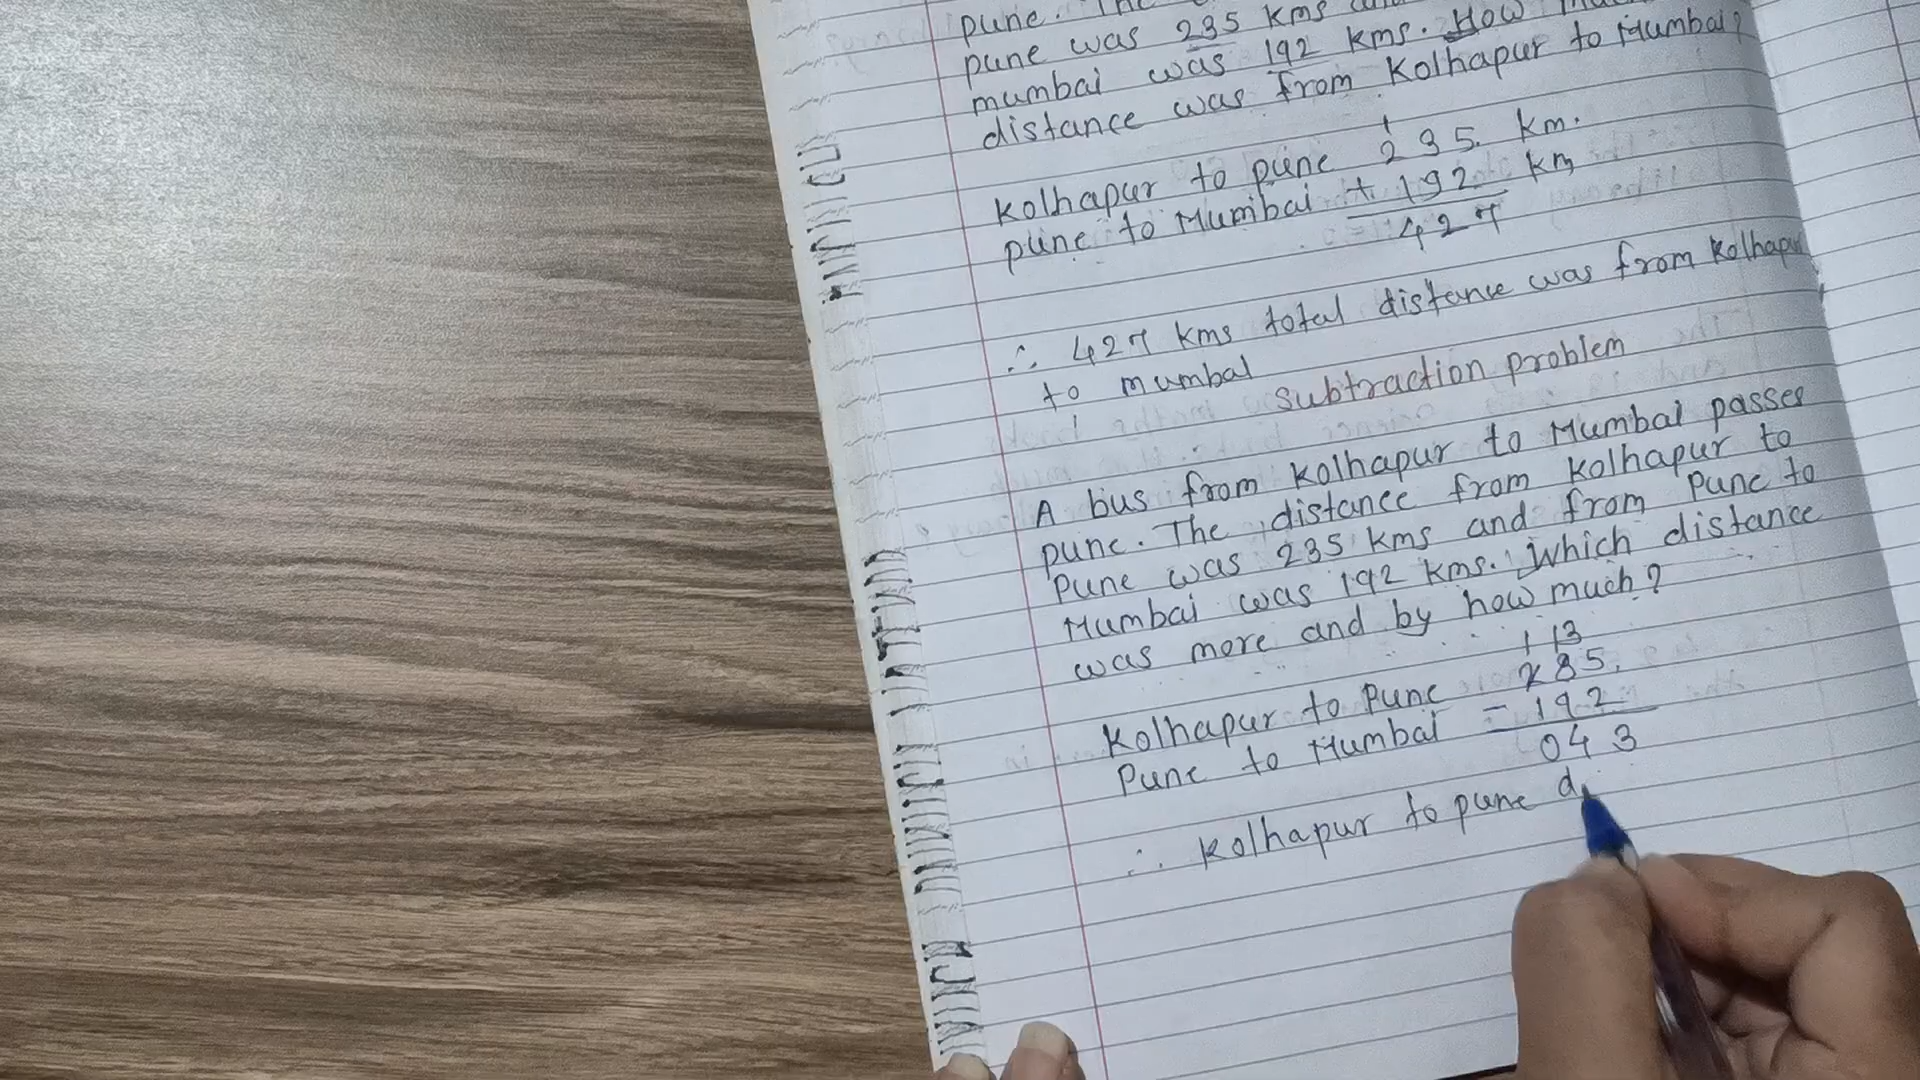 pune. The
pune was 235 kms and
mumbai was 192 kms. How
distance was from Kolhapur to Mumbai?
1
Kolhapur to pune 235 km.
pune to Mumbai + 192 km
427
∴ 427 kms total distance was from Kolhapur
to mumbai
subtraction problem
A bus from Kolhapur to Mumbai passes
pune. The distance from Kolhapur to
Pune was 235 kms and from Pune to
Mumbai was 192 kms. Which distance
was more and by how much?
1 13
Kolhapur to Pune 235
Pune to Mumbai - 192
043
∴ Kolhapur to pune d